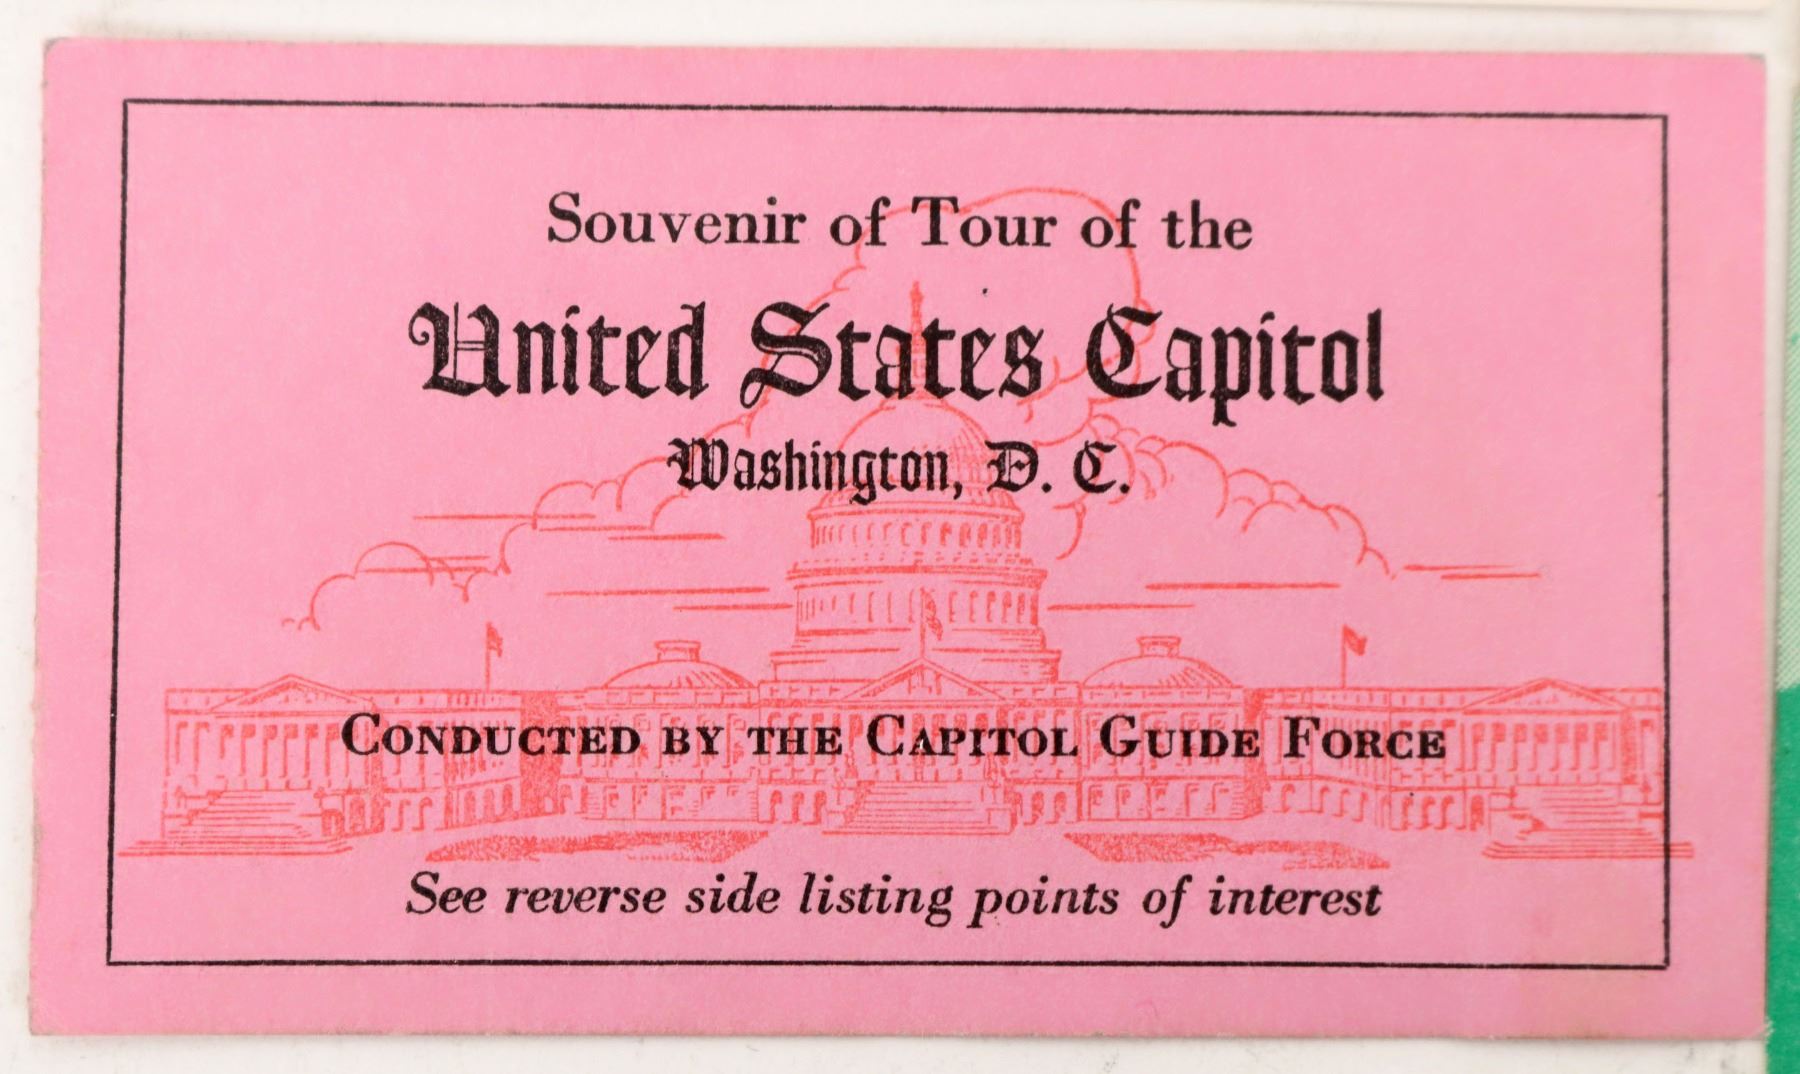 Souvenir of Tour of the
United States Capitol
Washington, D. C.
CONDUCTED BY THE CAPITOL GUIDE FORCE
See reverse side listing points of interest